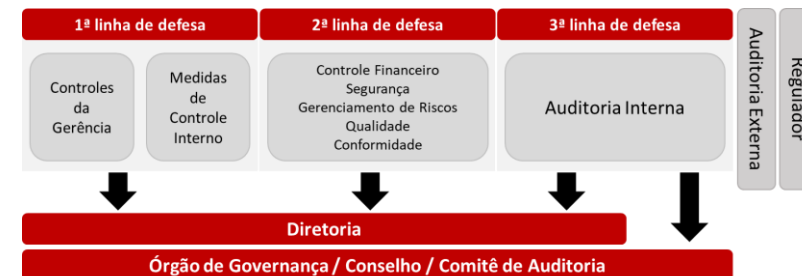 1ª linha de defesa
2ª linha de defesa
3ª linha de defesa
Controles
da
Gerência
Medidas
de
Controle
Interno
Controle Financeiro
Segurança
Gerenciamento de Riscos
Qualidade
Conformidade
Auditoria Interna
Auditoria Externa
Regulador
Diretoria
Órgão de Governança / Conselho / Comitê de Auditoria